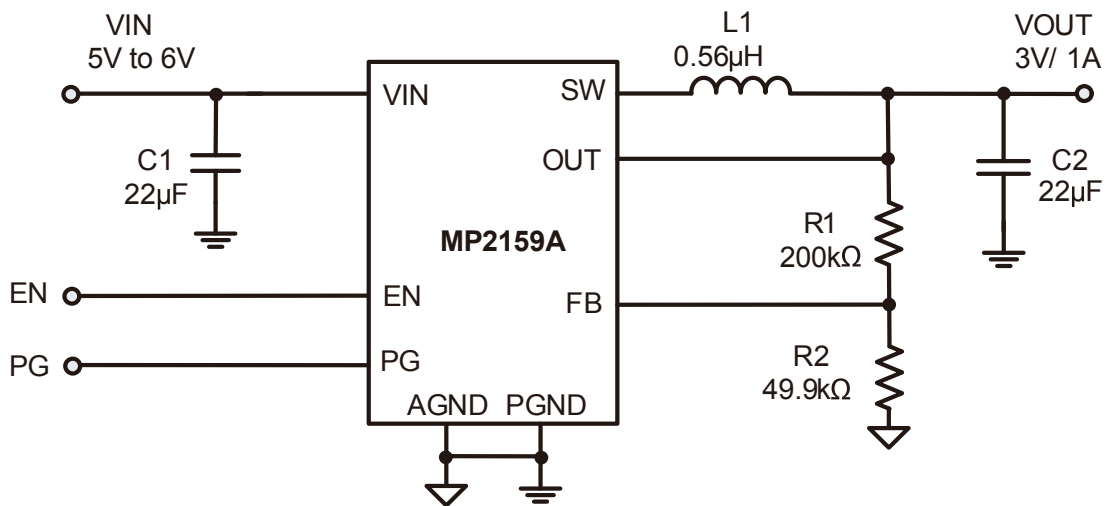 VIN
5V to 6V
L1
0.56µH
VOUT
3V/ 1A
VIN
SW
C1
22µF
OUT
C2
22µF
R1
200kΩ
MP2159A
EN
EN
FB
PG
PG
R2
49.9kΩ
AGND
PGND